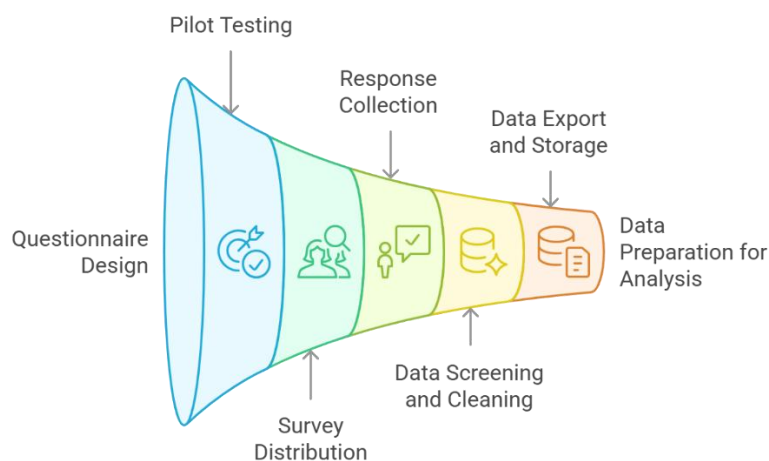 Pilot Testing
Response
Collection
Data Export
and Storage
Questionnaire
Design
Data
Preparation for
Analysis
Data Screening
and Cleaning
Survey
Distribution